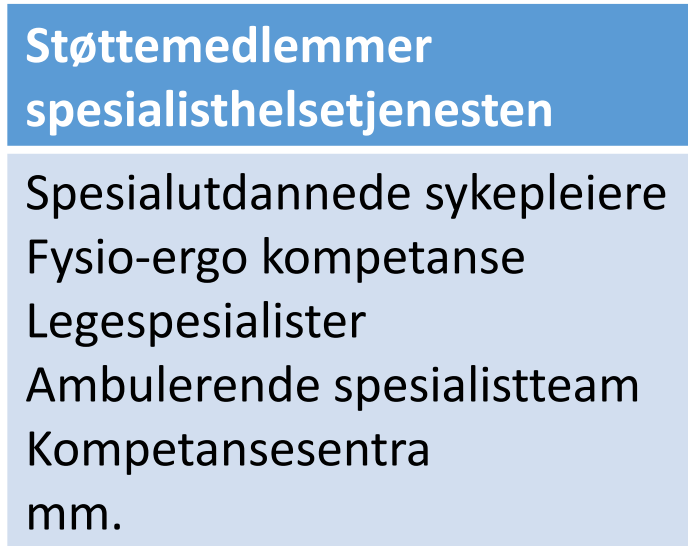 Støttemedlemmer
spesialisthelsetjenesten
Spesialutdannede sykepleiere
Fysio-ergo kompetanse
Legespesialister
Ambulerende spesialistteam
Kompetansesentra
mm.